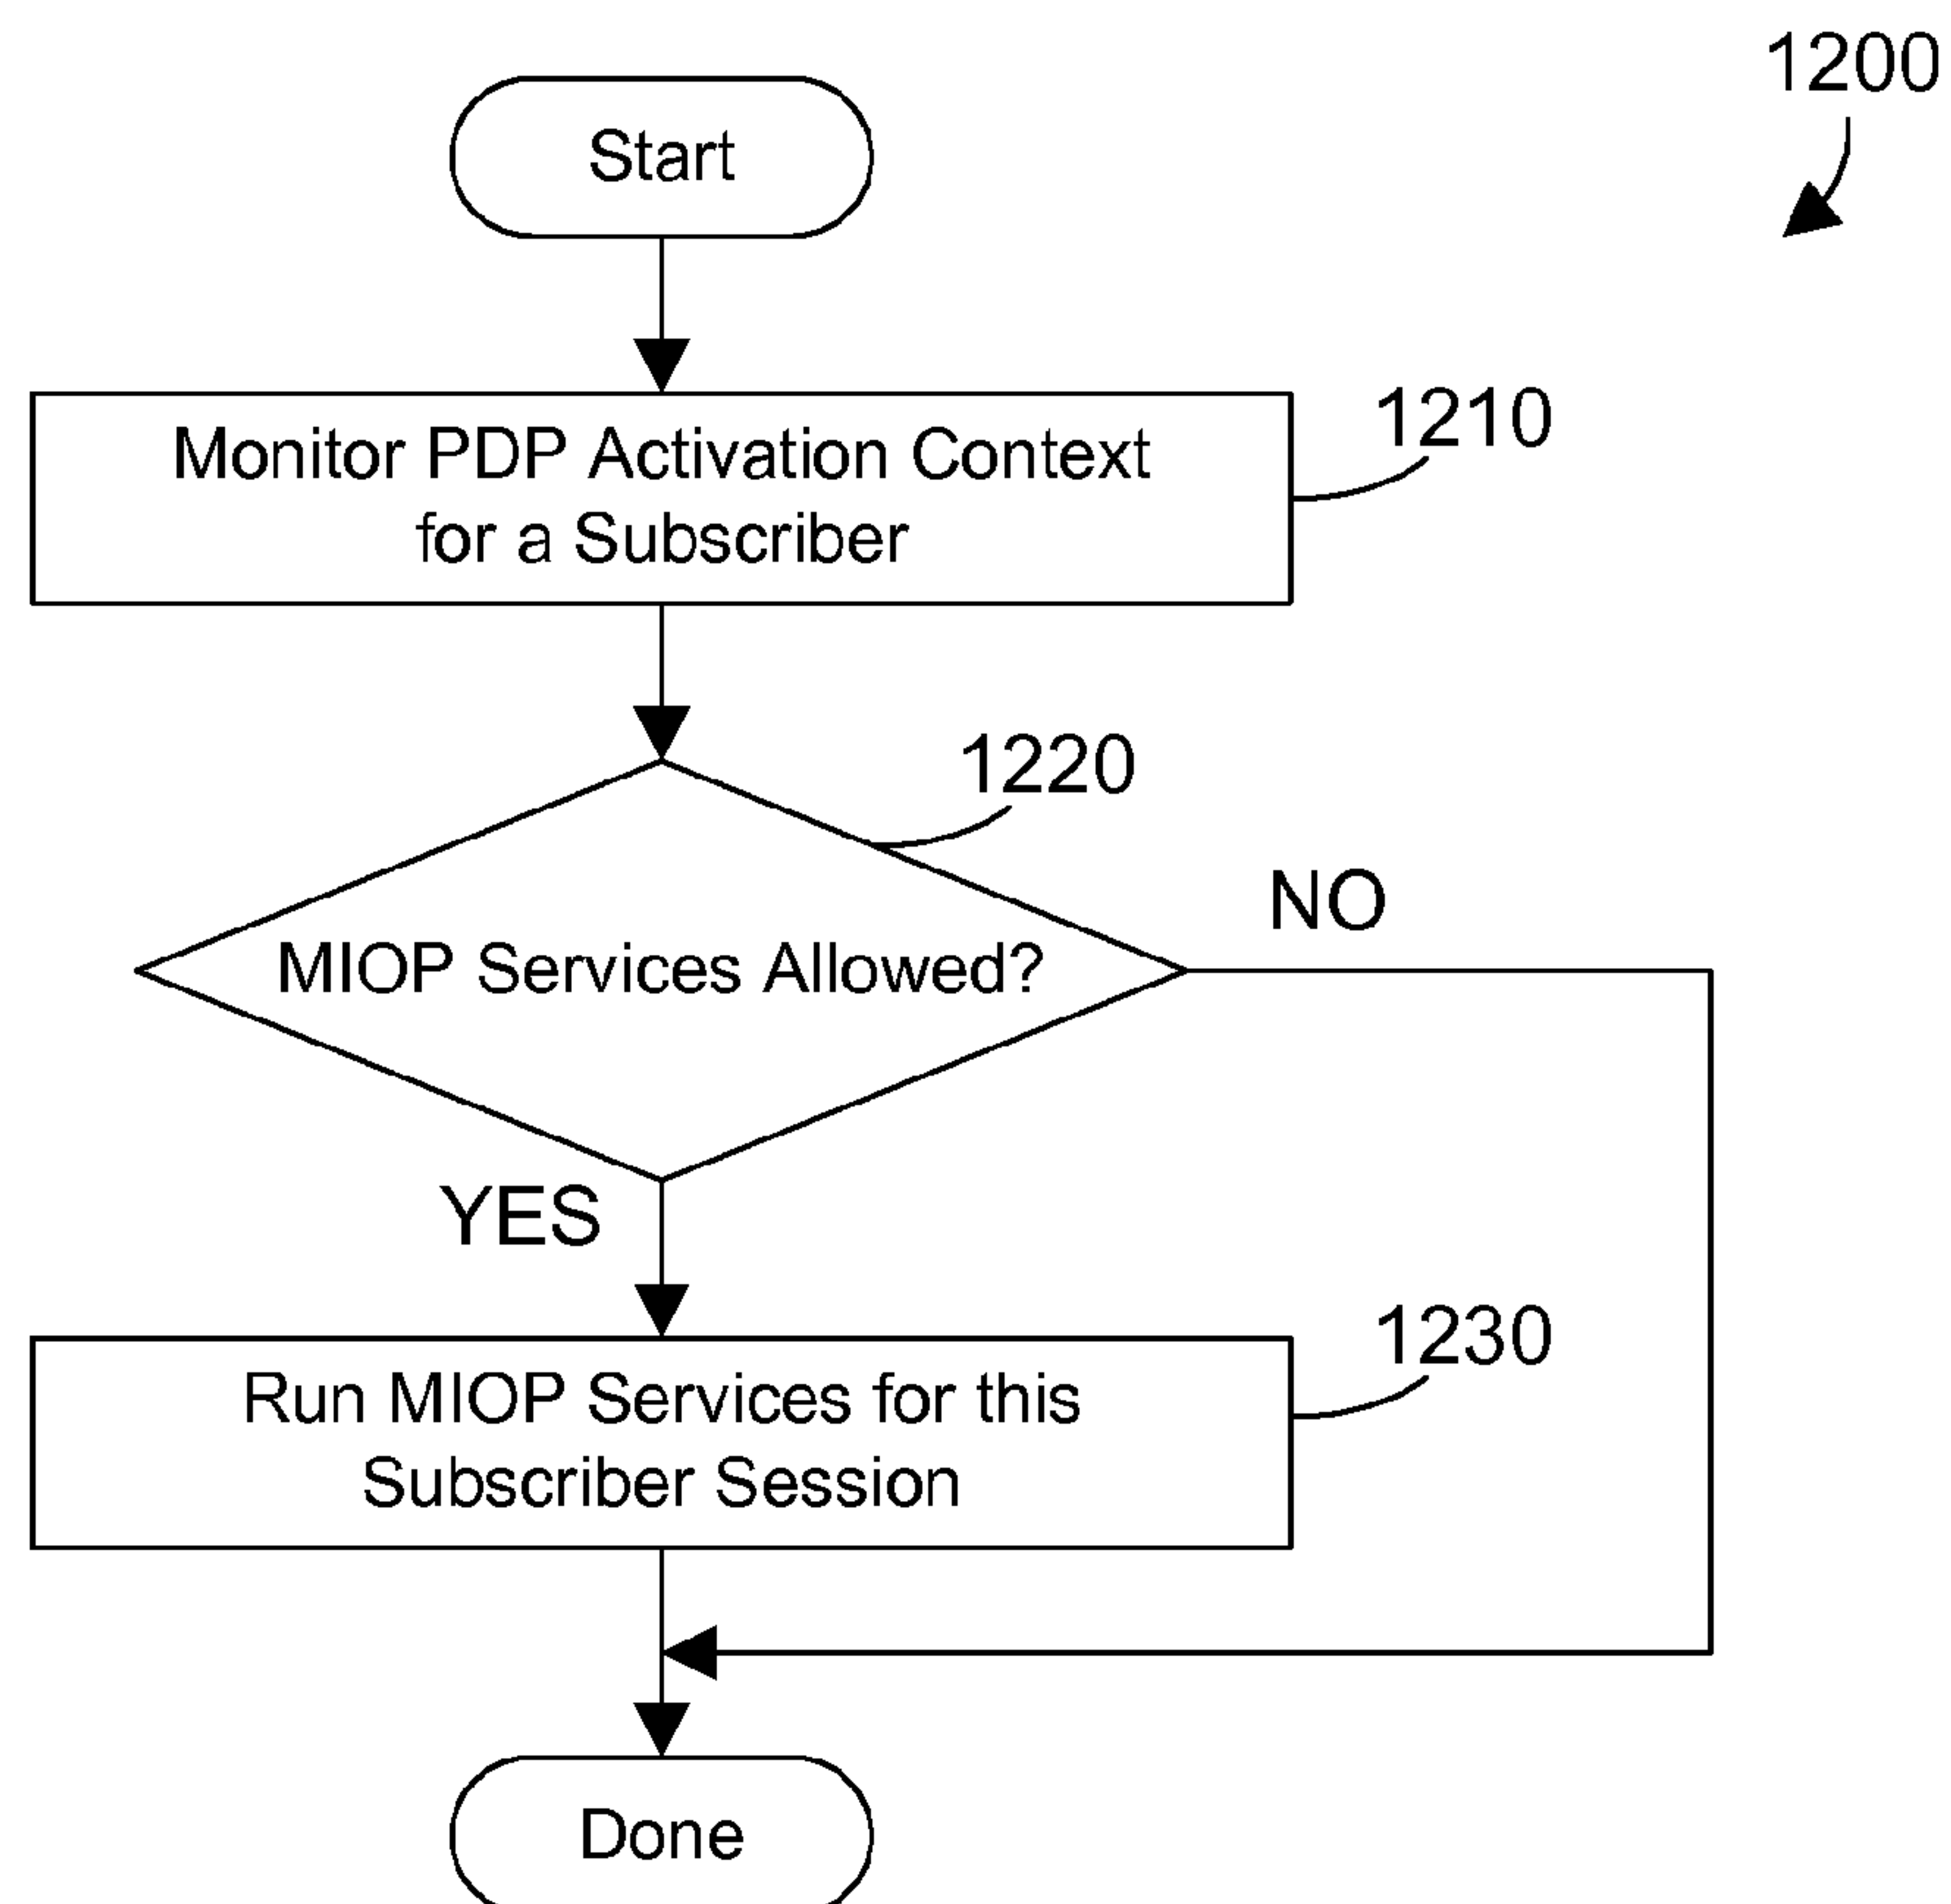 1200
Start
Monitor PDP Activation Context
for a Subscriber
1210
1220
MIOP Services Allowed?
NO
YES
Run MIOP Services for this
Subscriber Session
1230
Done